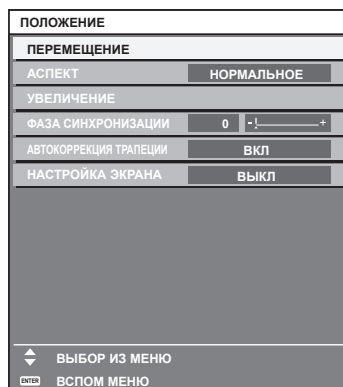 ПОЛОЖЕНИЕ
ПЕРЕМЕЩЕНИЕ
АСПЕКТ НОРМАЛЬНОЕ
УВЕЛИЧЕНИЕ
ФАЗА СИНХРОНИЗАЦИИ 0 - +
АВТОКОРРЕКЦИЯ ТРАПЕЦИИ ВКЛ
НАСТРОЙКА ЭКРАНА ВЫКЛ
ВЫБОР ИЗ МЕНЮ
ENTER ВСПОМ МЕНЮ